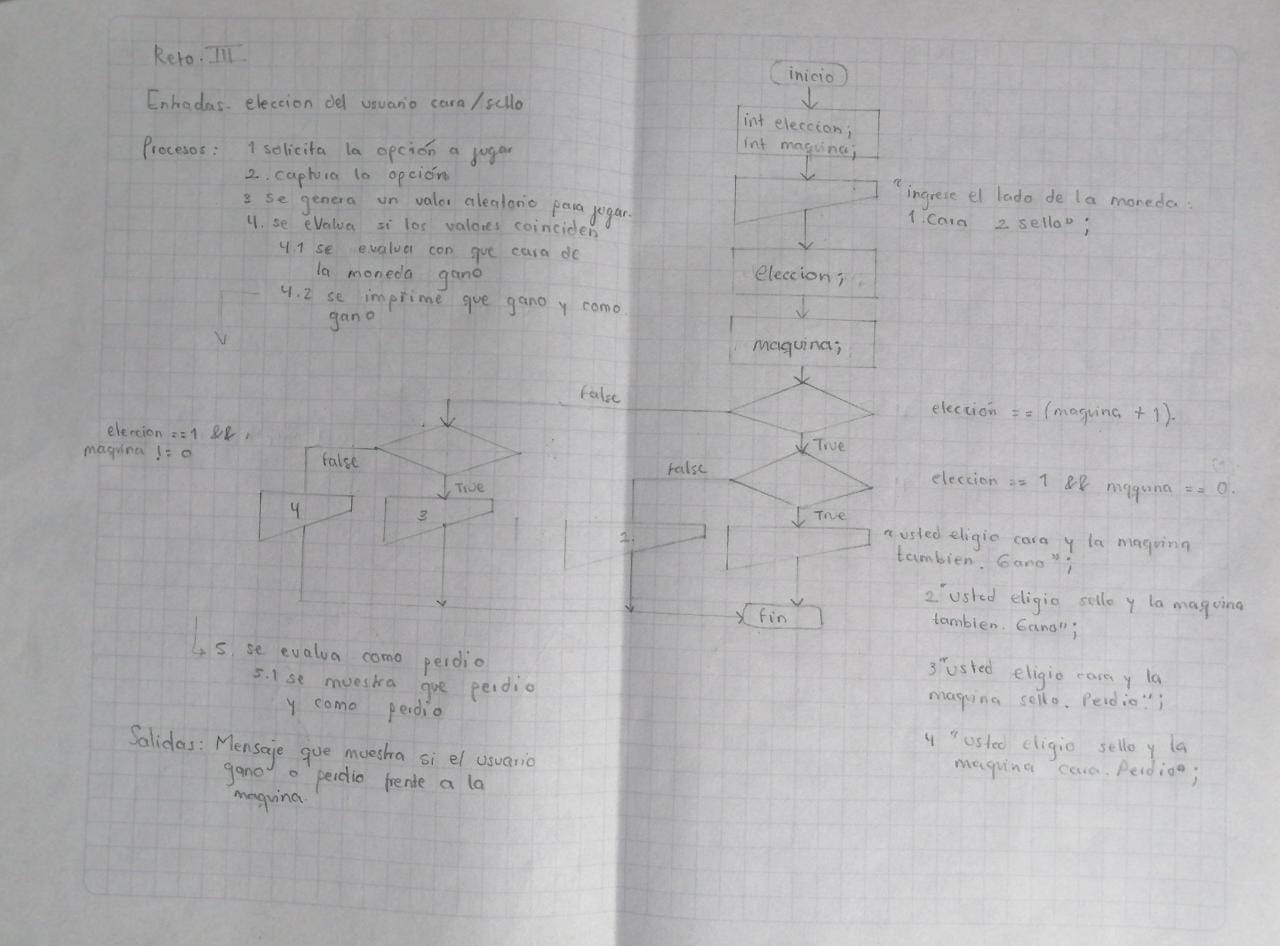 Reto. III
Entradas. eleccion del usuario cara/sello
Procesos: 1 solicita la opción a jugar
2. captura la opción
3 se genera un valor aleatorio para jugar.
4. se evalua si los valores coinciden
4.1 se evalua con que cara de
la moneda gano
4.2 se imprime que gano y como
gano
5. se evalua como perdio
5.1 se muestra que perdio
y como perdio
Salidas: Mensaje que muestra si el usuario
gano o perdio frente a la
maquina.
inicio
int eleccion;
int maquina;
"ingrese el lado de la moneda:
1. Cara 2 sello";
eleccion;
maquina;
False
elección == (maquina + 1).
True
eleccion ==1 &&
maquina != 0
False
True
False
eleccion == 1 && maquina == 0.
True
4
3
2
"usted eligio cara y la maquina
tambien. Gano";
fin
2 "usted eligio sello y la maquina
tambien. Gano";
3 "usted eligio cara y la
maquina sello. Perdio";
4 "usted eligio sello y la
maquina cara. Perdio";